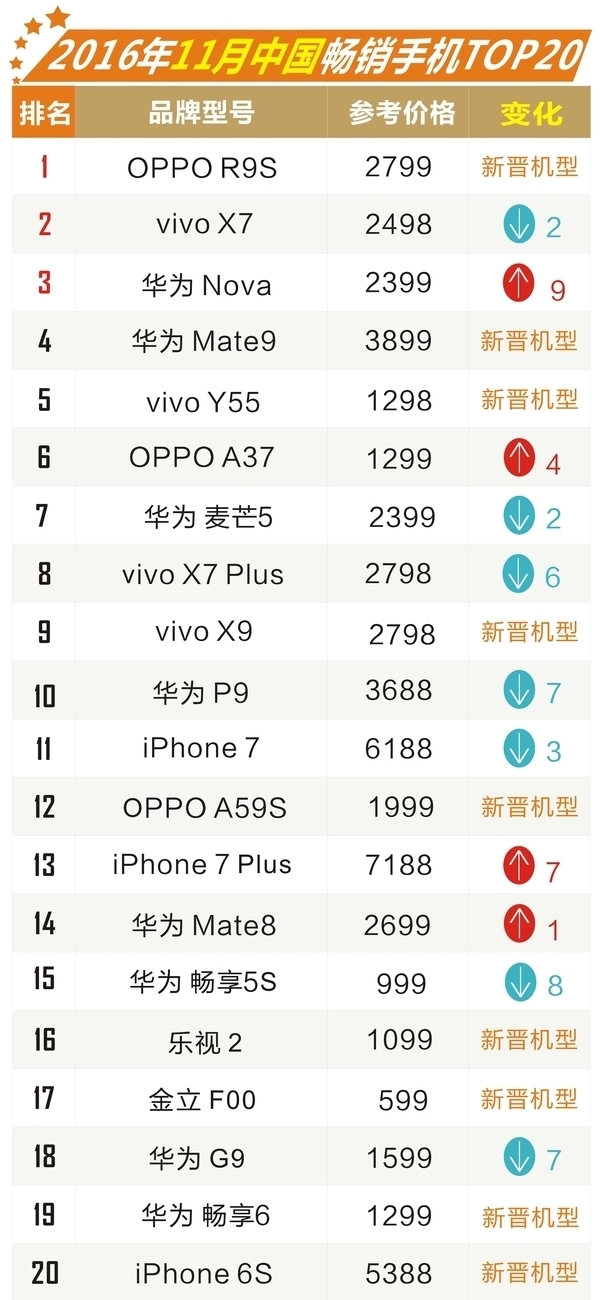 2016年11月中国畅销手机TOP20
排名 品牌型号 参考价格 变化
1 OPPO R9S 2799 新晋机型
2 vivo X7 2498 ↓ 2
3 华为 Nova 2399 ↑ 9
4 华为 Mate9 3899 新晋机型
5 vivo Y55 1298 新晋机型
6 OPPO A37 1299 ↑ 4
7 华为 麦芒5 2399 ↓ 2
8 vivo X7 Plus 2798 ↓ 6
9 vivo X9 2798 新晋机型
10 华为 P9 3688 ↓ 7
11 iPhone 7 6188 ↓ 3
12 OPPO A59S 1999 新晋机型
13 iPhone 7 Plus 7188 ↑ 7
14 华为 Mate8 2699 ↑ 1
15 华为 畅享5S 999 ↓ 8
16 乐视 2 1099 新晋机型
17 金立 F00 599 新晋机型
18 华为 G9 1599 ↓ 7
19 华为 畅享6 1299 新晋机型
20 iPhone 6S 5388 新晋机型